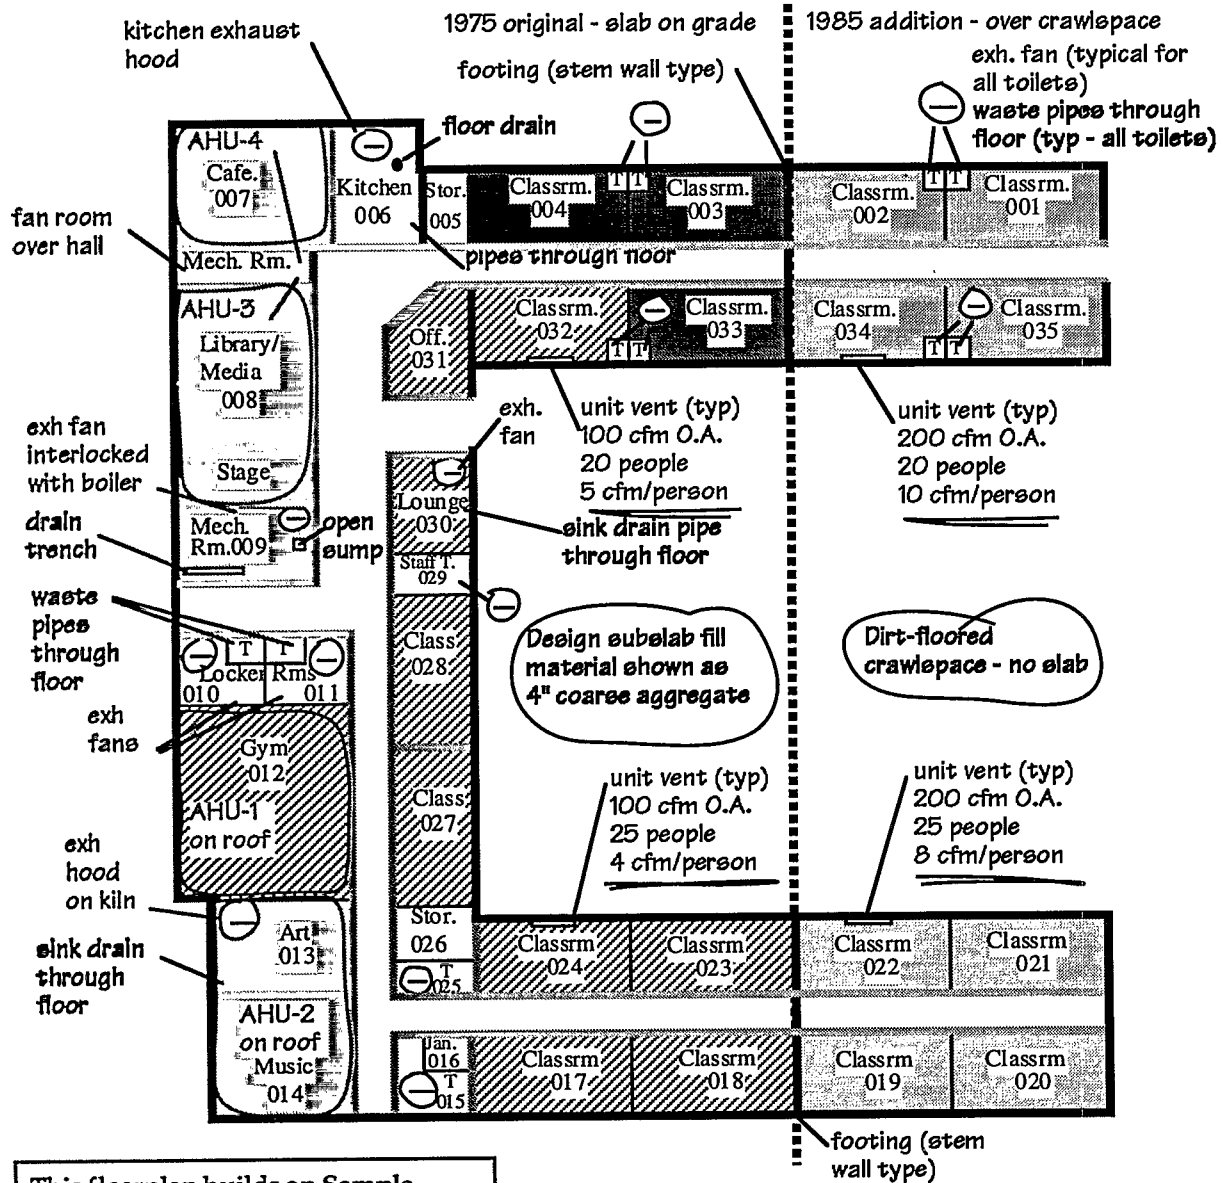 kitchen exhaust
hood
1975 original - slab on grade
footing (stem wall type)
1985 addition - over crawlspace
exh. fan (typical for
all toilets)
waste pipes through
floor (typ - all toilets)
floor drain
AHU-4
Cafe.
007
Kitchen
006
Stor.
005
Classrm.
004
T T
Classrm.
003
Classrm.
002
T T
Classrm.
001
fan room
over hall
Mech. Rm.
pipes through floor
AHU-3
Library/
Media
008
Stage
Off.
031
Classrm.
032
T T
Classrm.
033
Classrm.
034
T T
Classrm.
035
exh fan
interlocked
with boiler
drain
trench
Mech.
Rm.009
open
sump
exh.
fan
Lounge
030
unit vent (typ)
100 cfm O.A.
20 people
5 cfm/person
unit vent (typ)
200 cfm O.A.
20 people
10 cfm/person
sink drain pipe
through floor
Staff T.
029
waste
pipes
through
floor
T T
Locker Rms
010 011
exh
fans
Class
028
Design subslab fill
material shown as
4" coarse aggregate
Dirt-floored
crawlspace - no slab
Gym
012
AHU-1
on roof
Class
027
unit vent (typ)
100 cfm O.A.
25 people
4 cfm/person
unit vent (typ)
200 cfm O.A.
25 people
8 cfm/person
exh
hood
on kiln
sink drain
through
floor
Art
013
AHU-2
on roof
Music
014
Stor.
026
T
025
Classrm
024
Classrm
023
Classrm
022
Classrm
021
Jan.
016
T
015
Classrm
017
Classrm
018
Classrm
019
Classrm
020
footing (stem
wall type)
This floorplan builds on Sample